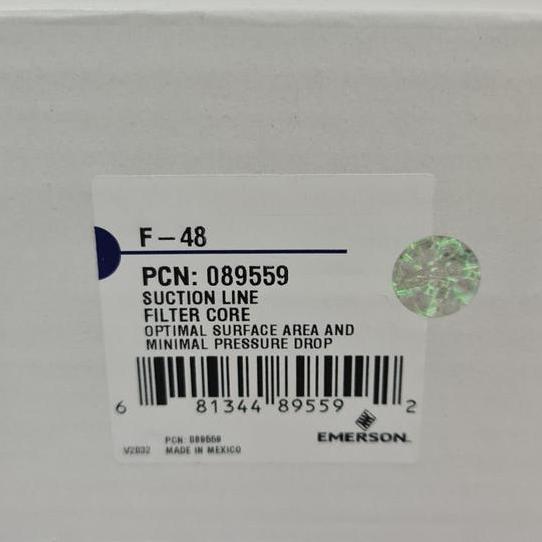 F-48
PCN: 089559
SUCTION LINE
FILTER CORE
OPTIMAL SURFACE AREA AND
MINIMAL PRESSURE DROP
6 81344 89559 2
EMERSON
PCN: 089559
V2032 MADE IN MEXICO